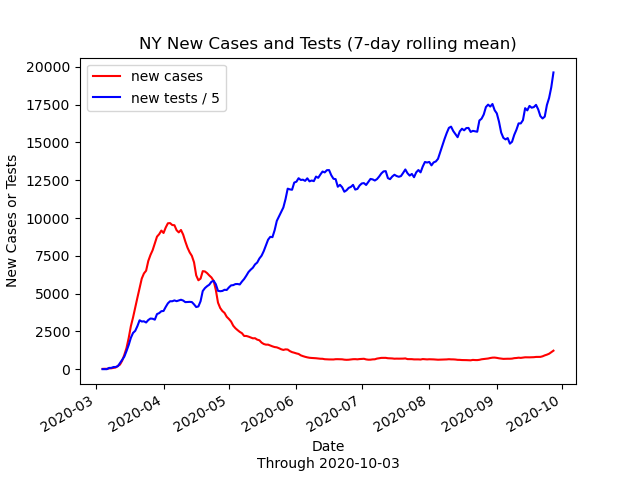 NY New Cases and Tests (7-day rolling mean)
new cases
new tests / 5
New Cases or Tests
20000
17500
15000
12500
10000
7500
5000
2500
0
2020-03
2020-04
2020-05
2020-06
2020-07
2020-08
2020-09
2020-10
Date
Through 2020-10-03